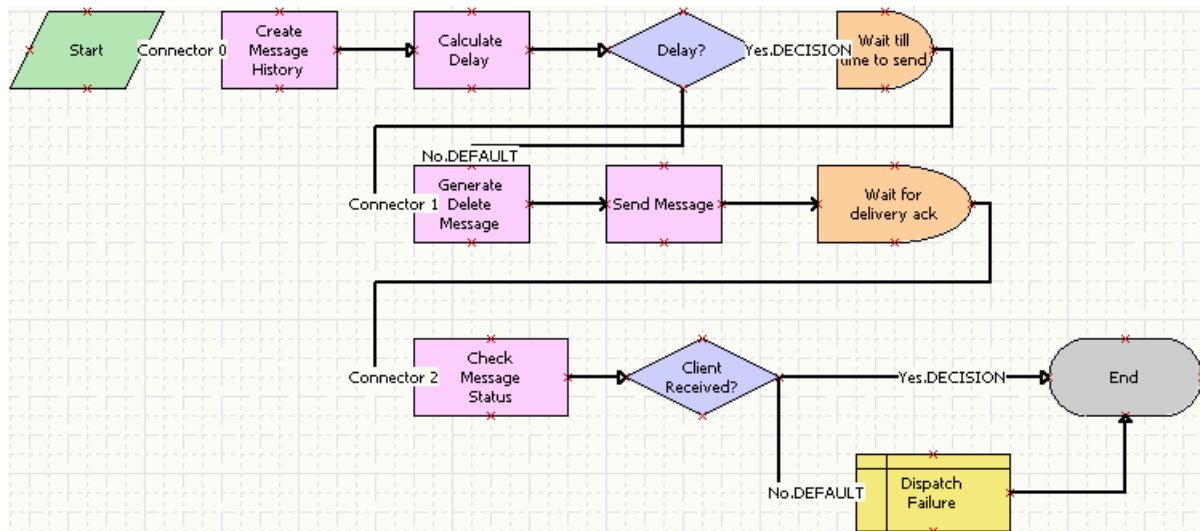 Start
Connector 0
Create
Message
History
Calculate
Delay
Delay?
Yes.DECISION
Wait till
time to send
No.DEFAULT
Connector 1
Generate
Delete
Message
Send Message
Wait for
delivery ack
Connector 2
Check
Message
Status
Client
Received?
Yes.DECISION
End
No.DEFAULT
Dispatch
Failure